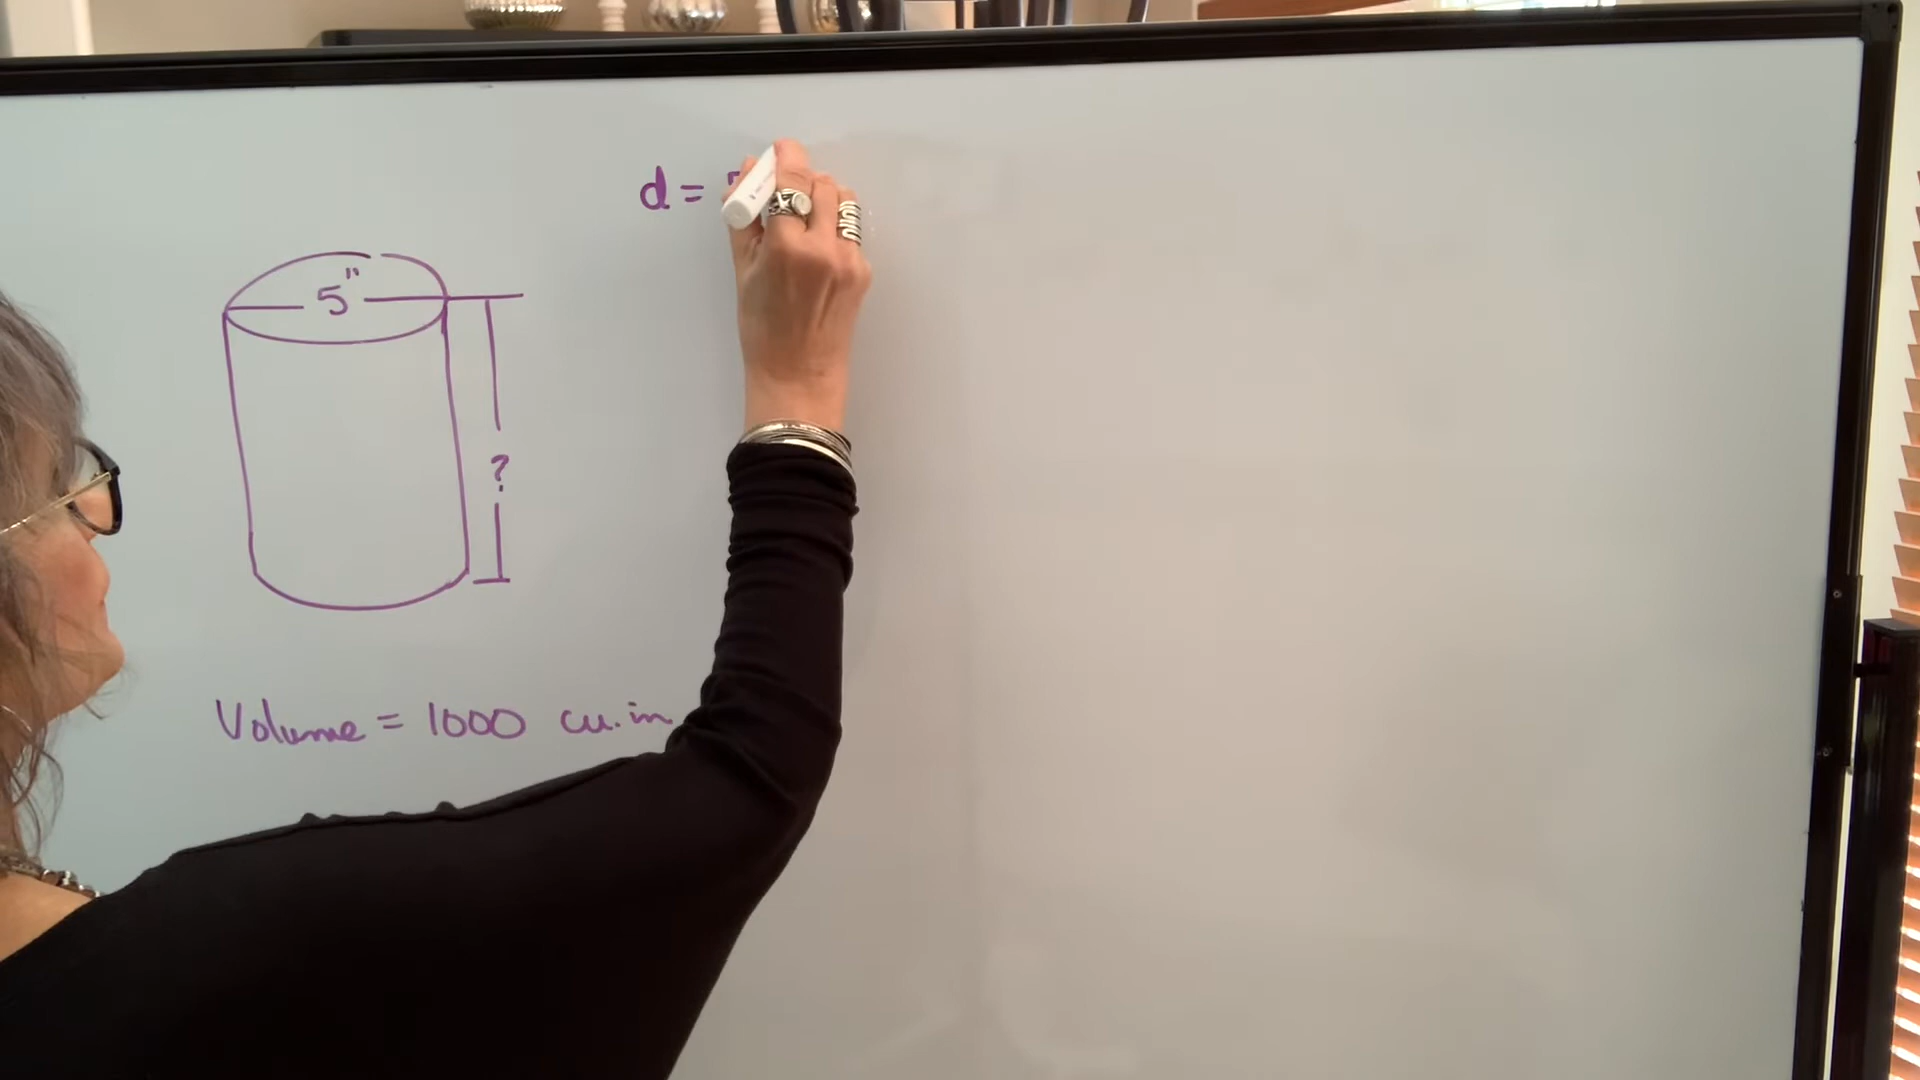 d =
5"
?
Volume = 1000 cu. in.